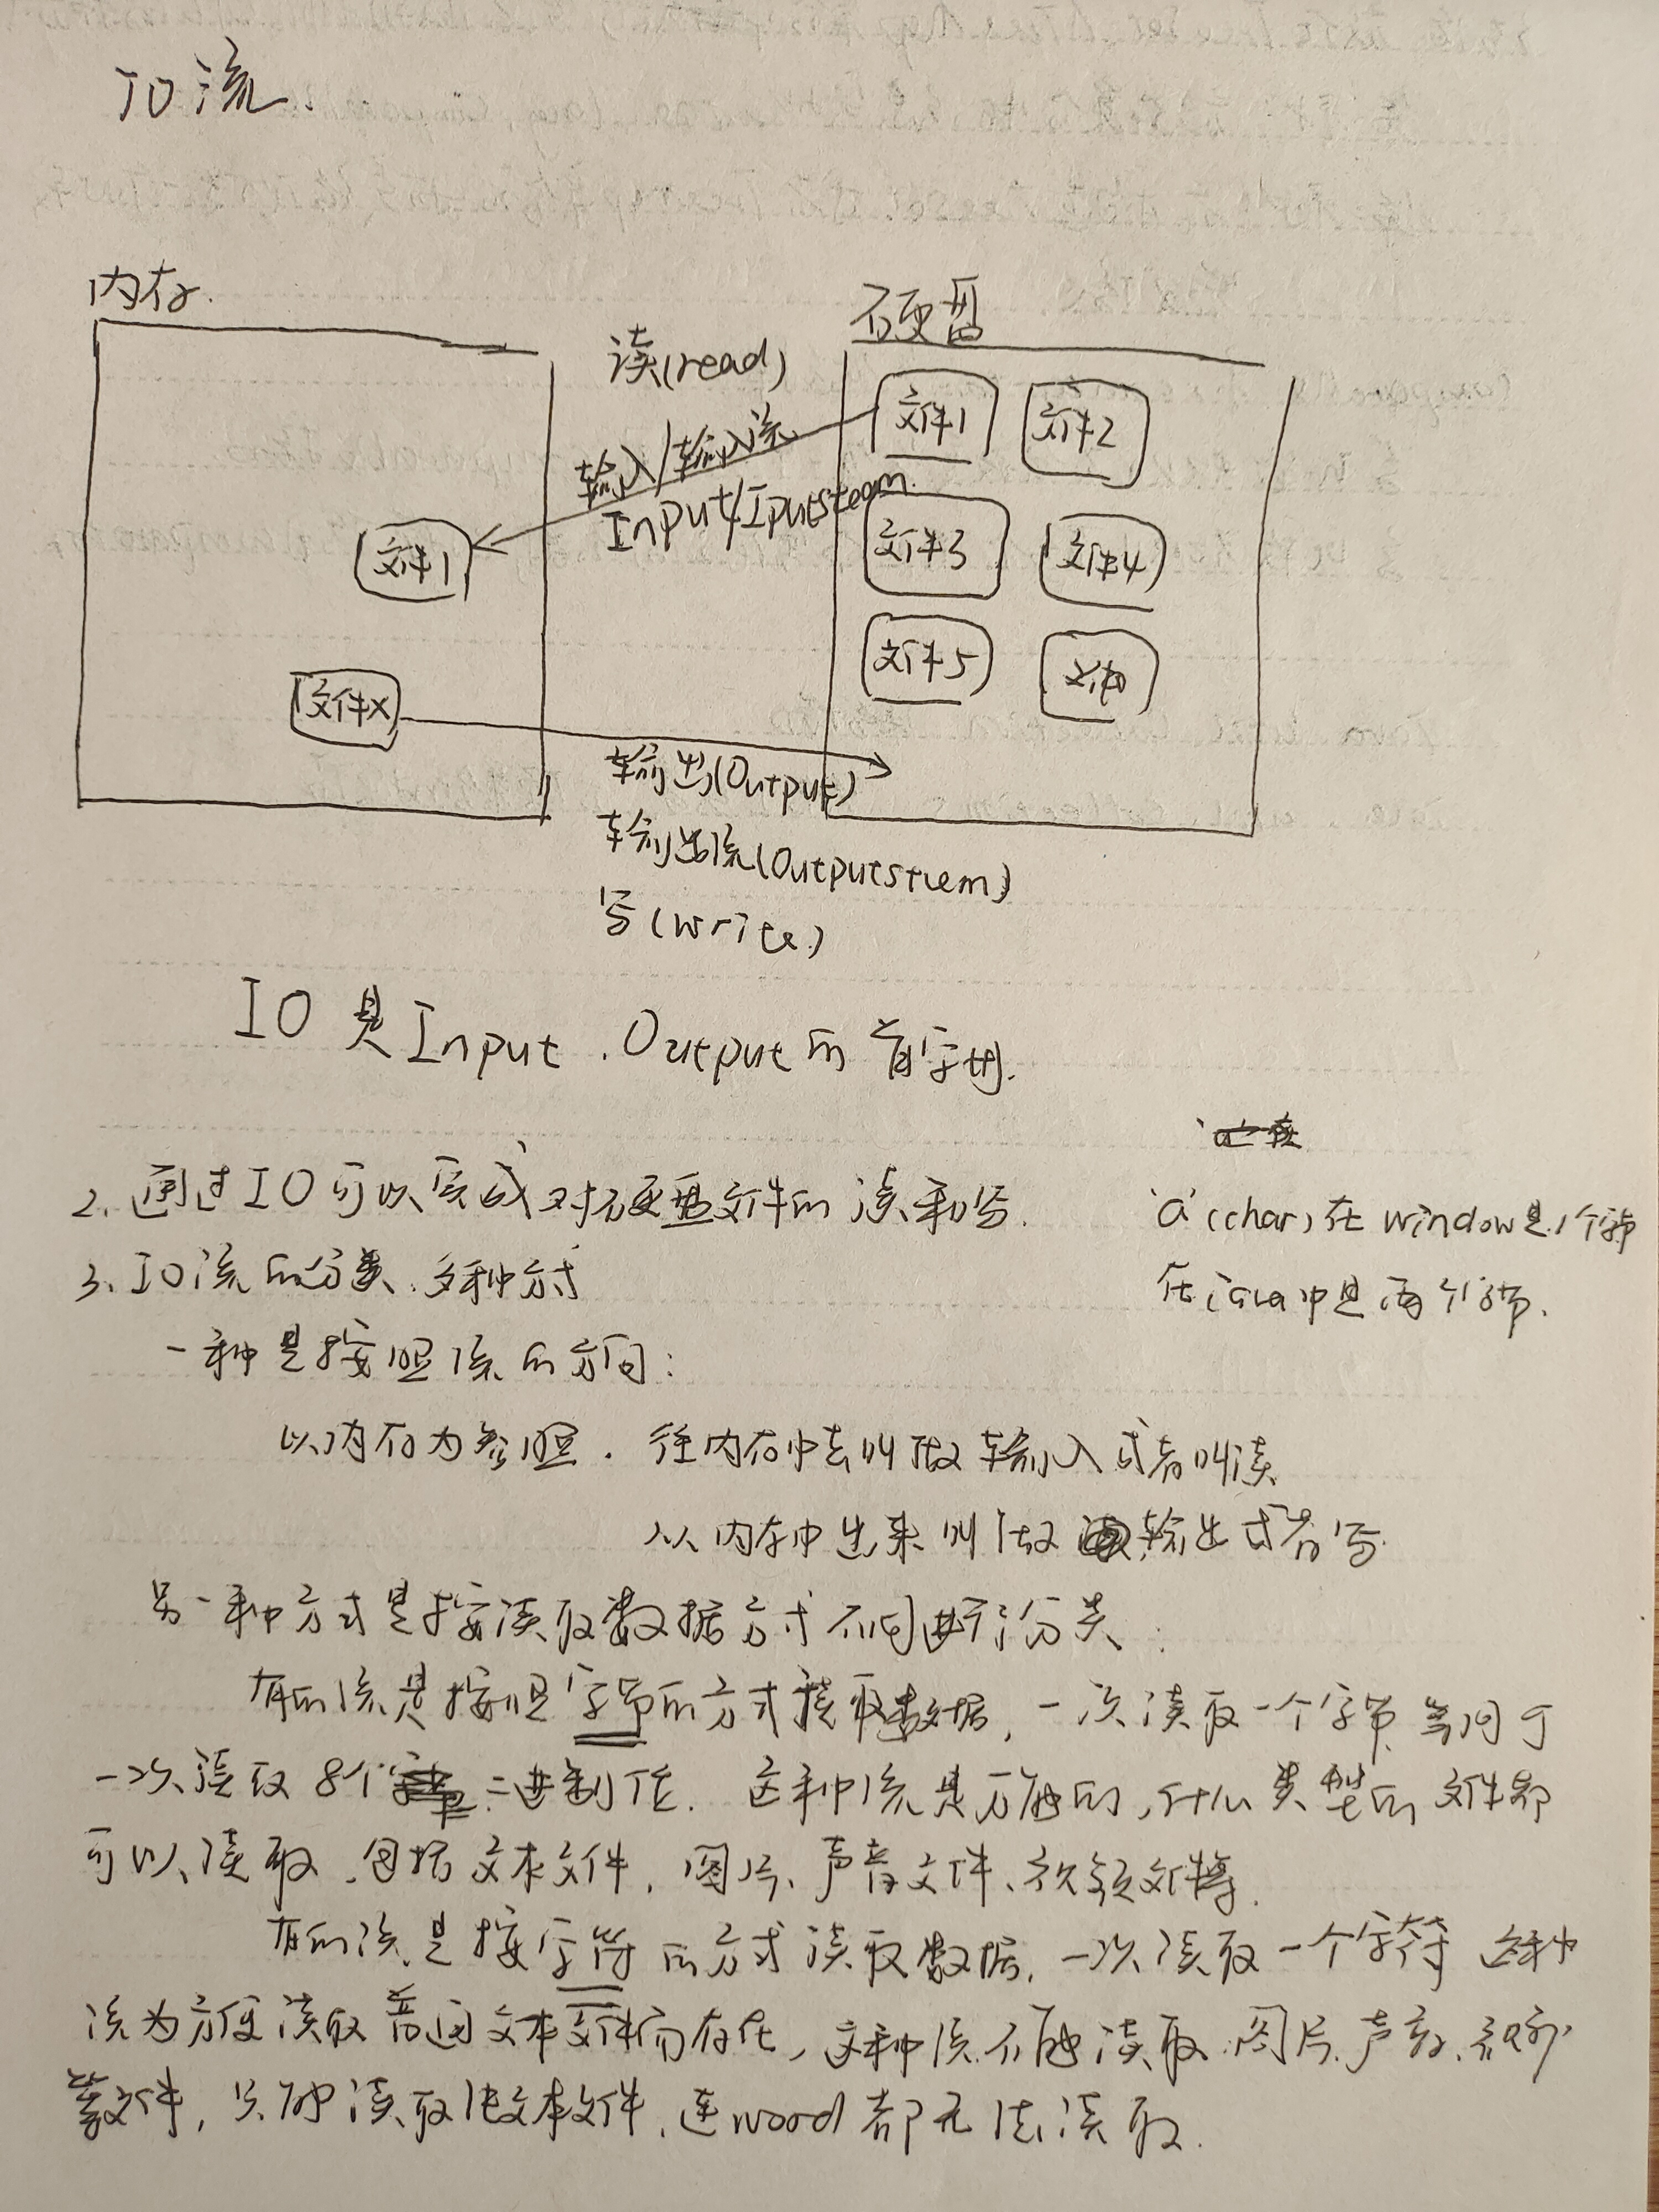 IO流.
内存.
硬盘
读(read)
输入/输入流
Input/Iputsteam.
文件1
文件2
文件3
文件4
文件5
文件1
文件X
输出(Output)
输出流(Outputstrem)
写(write)
IO是Input.Output的首字母.
2.通过IO可以完成对硬盘文件的读和写.
'a'(char)在window是1个字节
在java中是两个字节.
3.IO流的分类.多种方式
一种是按照流的方向:
以内存为参照.往内存中去叫做输入或者叫读
从内存中出来叫做输出或者写.
另一种方式是按读取数据方式不同进行分类:
有的流是按照字节的方式读取数据,一次读取一个字节等同于
一次读取8个二进制位.这种流是万能的,什么类型的文件都
可以读取.包括文本文件.图片、声音文件、视频文件等.
有的流是按字符的方式读取数据,一次读取一个字符 这种
流为方便读取普通文本文件而存在,这种流不能读取.图片.声音.视频
等文件,只能读取纯文本文件.连word都无法读取.